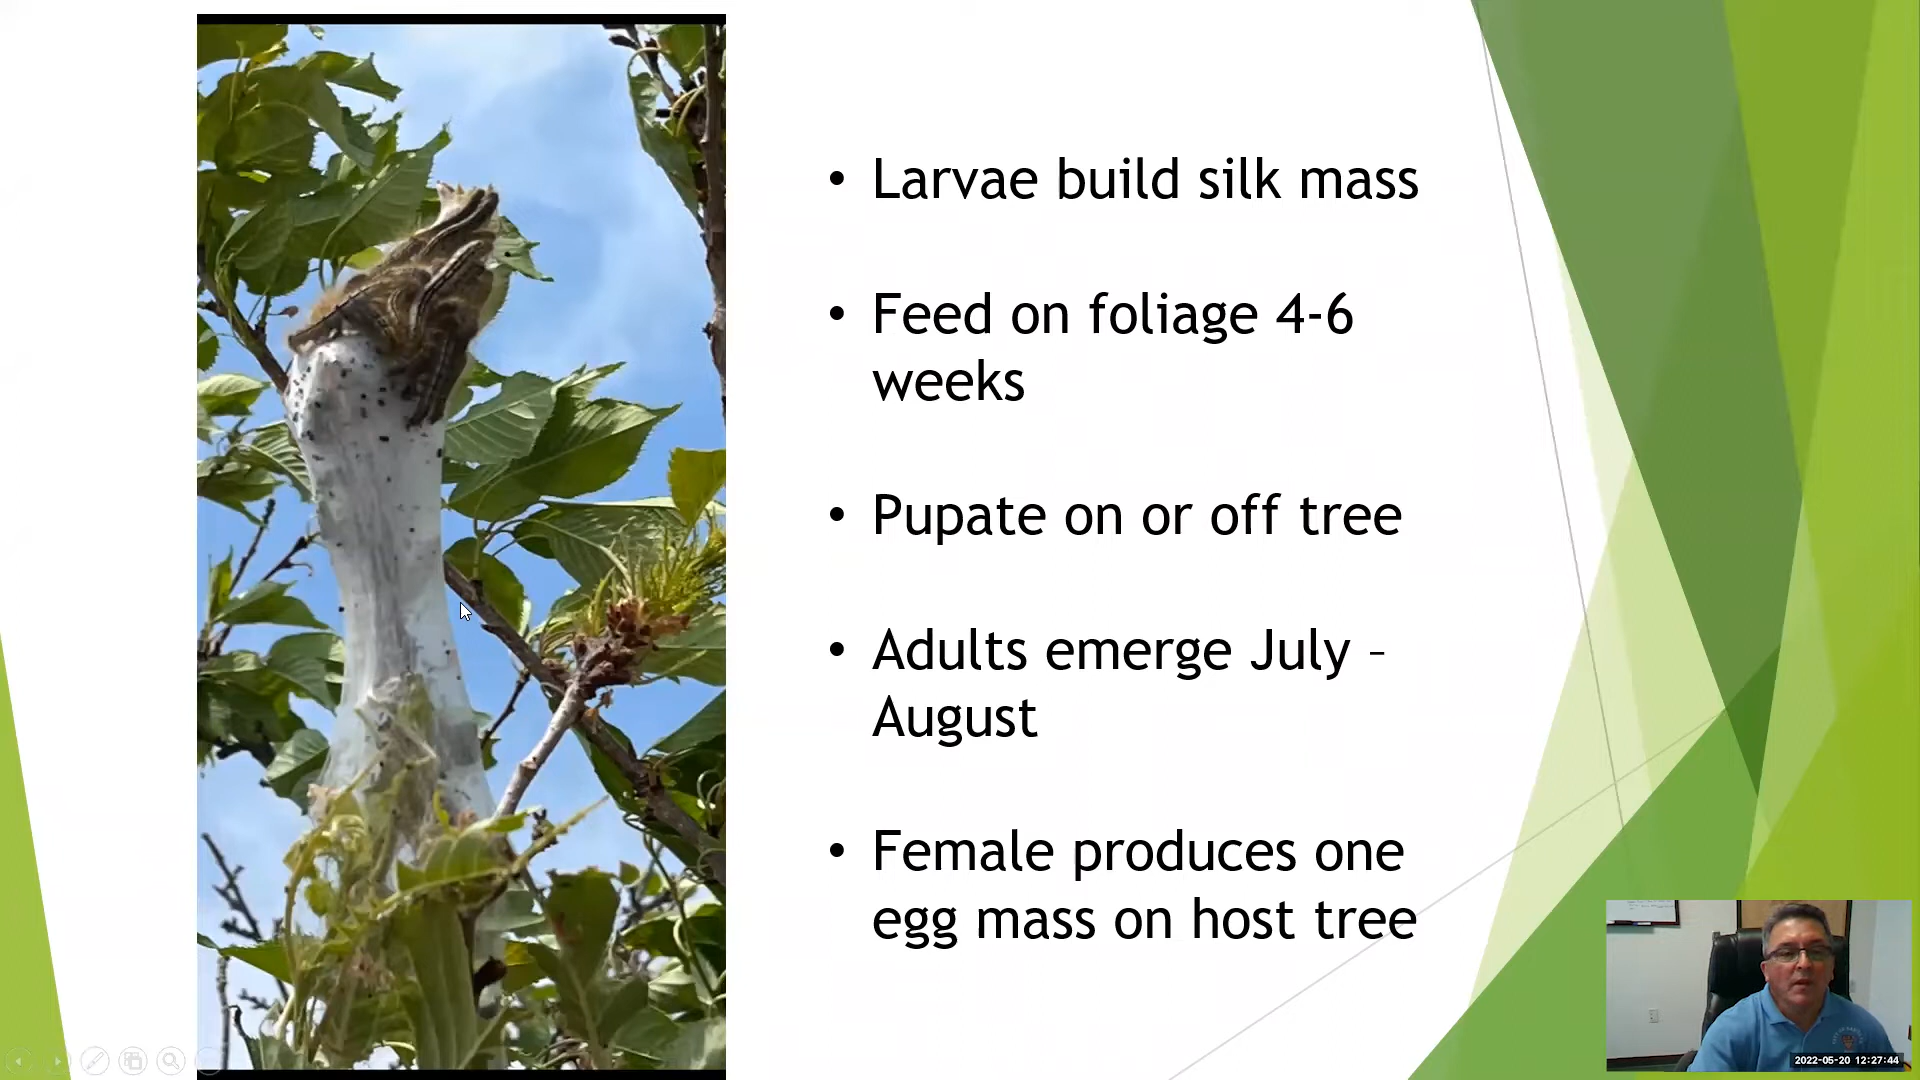 • Larvae build silk mass
• Feed on foliage 4-6
weeks
• Pupate on or off tree
• Adults emerge July –
August
• Female produces one
egg mass on host tree
2022-05-20 12:27:44